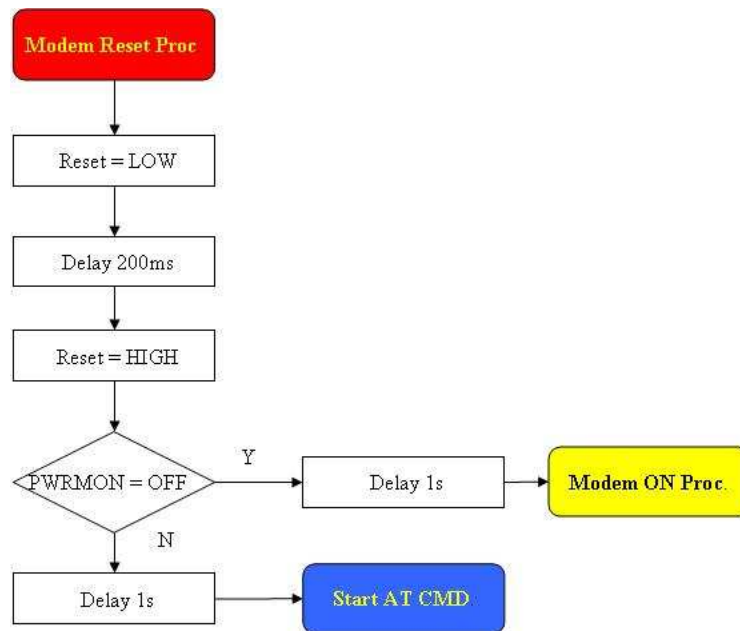 Modem Reset Proc
Reset = LOW
Delay 200ms
Reset = HIGH
PWRMON = OFF
Y
Delay 1s
Modem ON Proc.
N
Delay 1s
Start AT CMD